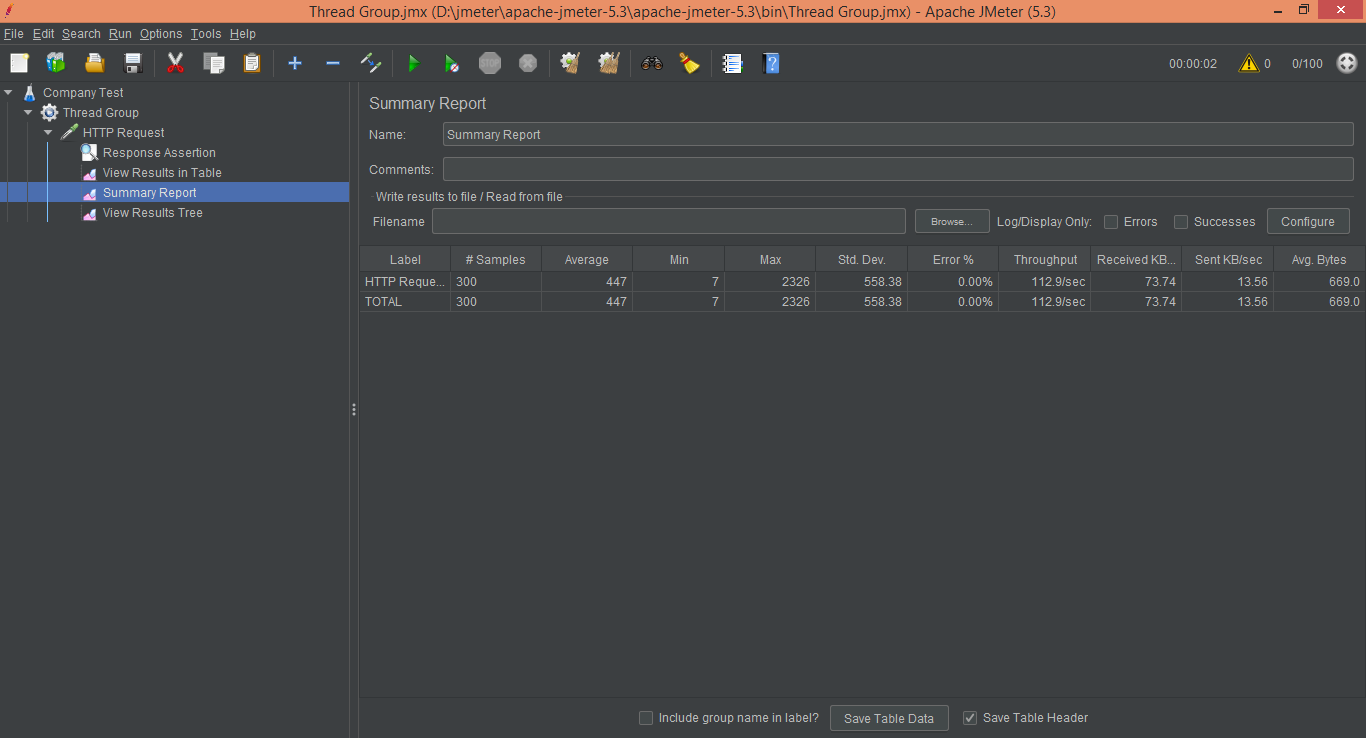 Thread Group.jmx (D:\jmeter\apache-jmeter-5.3\apache-jmeter-5.3\bin\Thread Group.jmx) - Apache JMeter (5.3)
File Edit Search Run Options Tools Help
STOP 00:00:02 0 0/100
Company Test
Thread Group
HTTP Request
Response Assertion
View Results in Table
Summary Report
View Results Tree
Summary Report
Name: Summary Report
Comments:
Write results to file / Read from file
Filename Browse... Log/Display Only: Errors Successes Configure
Label # Samples Average Min Max Std. Dev. Error % Throughput Received KB... Sent KB/sec Avg. Bytes
HTTP Reque... 300 447 7 2326 558.38 0.00% 112.9/sec 73.74 13.56 669.0
TOTAL 300 447 7 2326 558.38 0.00% 112.9/sec 73.74 13.56 669.0
Include group name in label? Save Table Data Save Table Header